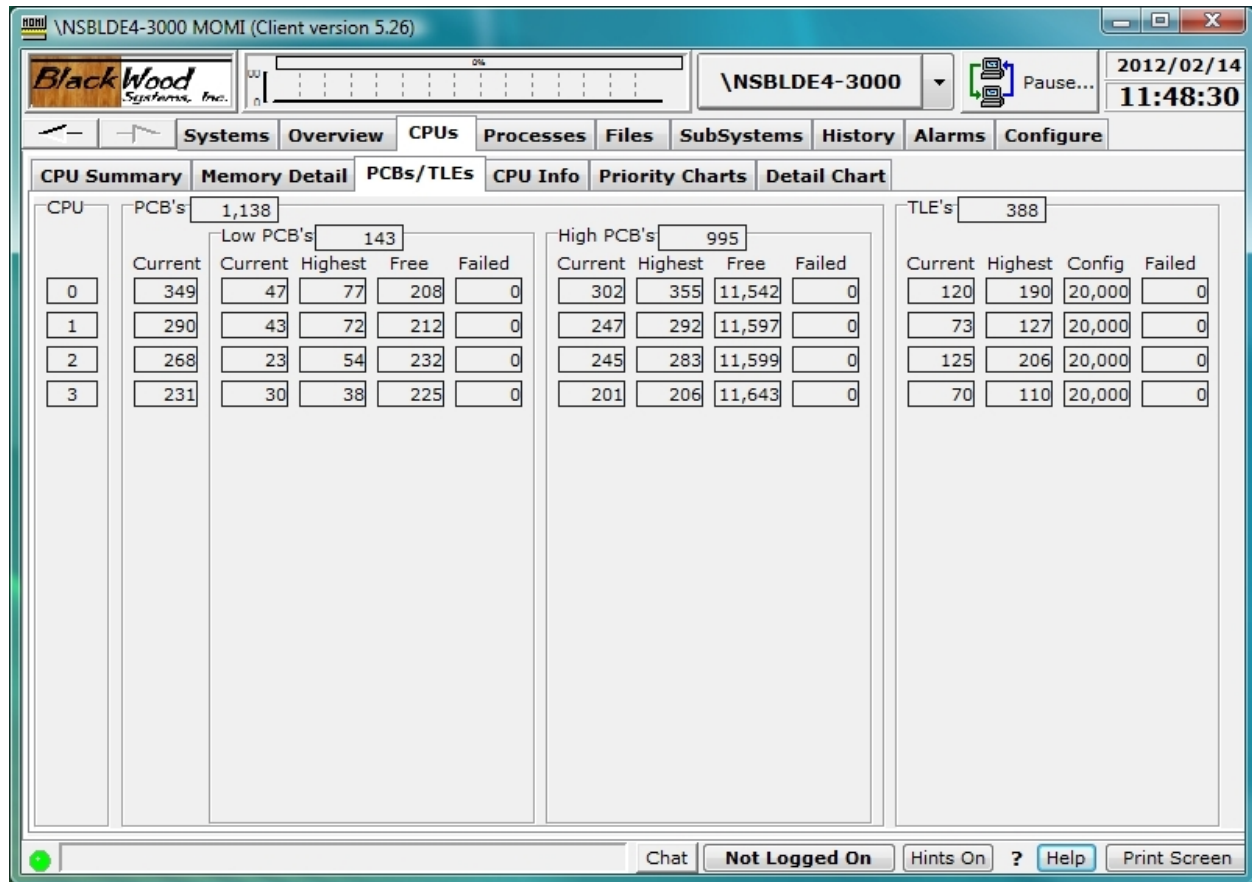 MOMI \NSBLDE4-3000 MOMI (Client version 5.26)
BlackWood Systems, Inc.
0%
0
\NSBLDE4-3000
Pause...
2012/02/14
11:48:30
Systems Overview CPUs Processes Files SubSystems History Alarms Configure
CPU Summary Memory Detail PCBs/TLEs CPU Info Priority Charts Detail Chart
CPU PCB's 1,138 TLE's 388
Low PCB's 143 High PCB's 995
Current Current Highest Free Failed Current Highest Free Failed Current Highest Config Failed
0 349 47 77 208 0 302 355 11,542 0 120 190 20,000 0
1 290 43 72 212 0 247 292 11,597 0 73 127 20,000 0
2 268 23 54 232 0 245 283 11,599 0 125 206 20,000 0
3 231 30 38 225 0 201 206 11,643 0 70 110 20,000 0
Chat Not Logged On Hints On ? Help Print Screen